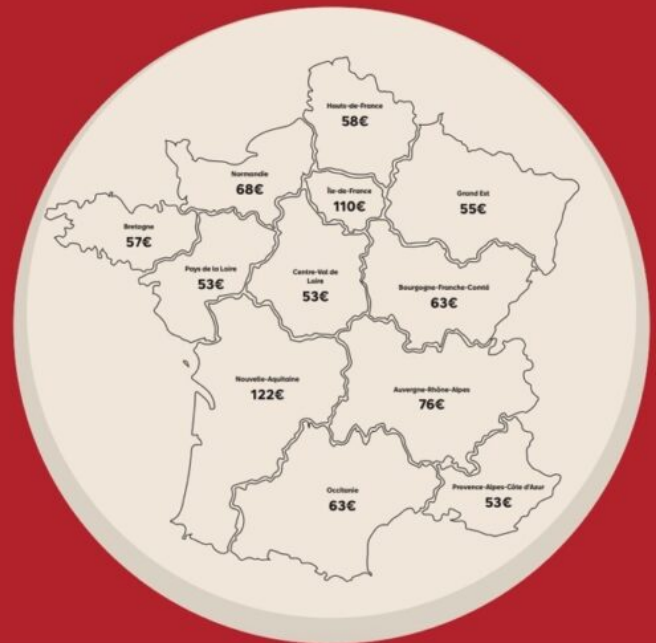 Hauts-de-France
58€
Normandie
68€
Île-de-France
110€
Grand Est
55€
Bretagne
57€
Pays de la Loire
53€
Centre-Val de
Loire
53€
Bourgogne-Franche-Comté
63€
Nouvelle-Aquitaine
122€
Auvergne-Rhône-Alpes
76€
Occitanie
63€
Provence-Alpes-Côte d'Azur
53€